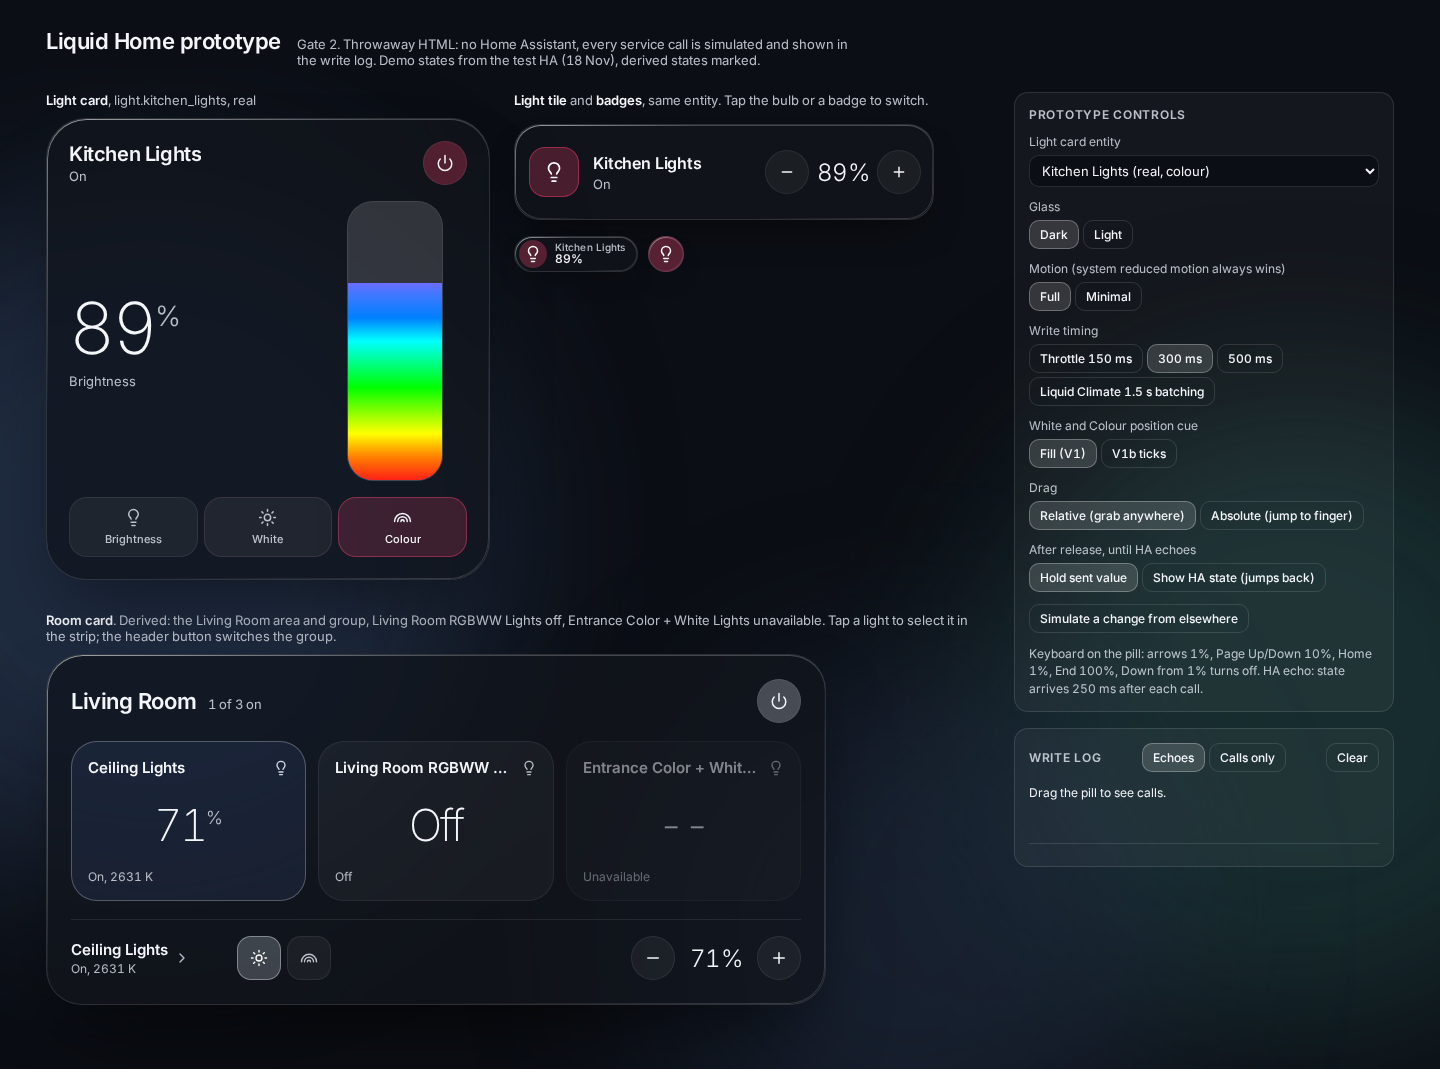 Liquid Home prototype
Gate 2. Throwaway HTML: no Home Assistant, every service call is simulated and shown in
the write log. Demo states from the test HA (18 Nov), derived states marked.
Light card, light.kitchen_lights, real
Kitchen Lights
On
89%
Brightness
Brightness
White
Colour
Light tile and badges, same entity. Tap the bulb or a badge to switch.
Kitchen Lights
On
− 89% +
Kitchen Lights
89%
Room card. Derived: the Living Room area and group, Living Room RGBWW Lights off, Entrance Color + White Lights unavailable. Tap a light to select it in
the strip; the header button switches the group.
Living Room 1 of 3 on
Ceiling Lights
71%
On, 2631 K
Living Room RGBWW ...
Off
Off
Entrance Color + Whit...
– –
Unavailable
Ceiling Lights
On, 2631 K
− 71% +
PROTOTYPE CONTROLS
Light card entity
Kitchen Lights (real, colour)
Glass
Dark Light
Motion (system reduced motion always wins)
Full Minimal
Write timing
Throttle 150 ms 300 ms 500 ms
Liquid Climate 1.5 s batching
White and Colour position cue
Fill (V1) V1b ticks
Drag
Relative (grab anywhere) Absolute (jump to finger)
After release, until HA echoes
Hold sent value Show HA state (jumps back)
Simulate a change from elsewhere
Keyboard on the pill: arrows 1%, Page Up/Down 10%, Home
1%, End 100%, Down from 1% turns off. HA echo: state
arrives 250 ms after each call.
WRITE LOG Echoes Calls only Clear
Drag the pill to see calls.